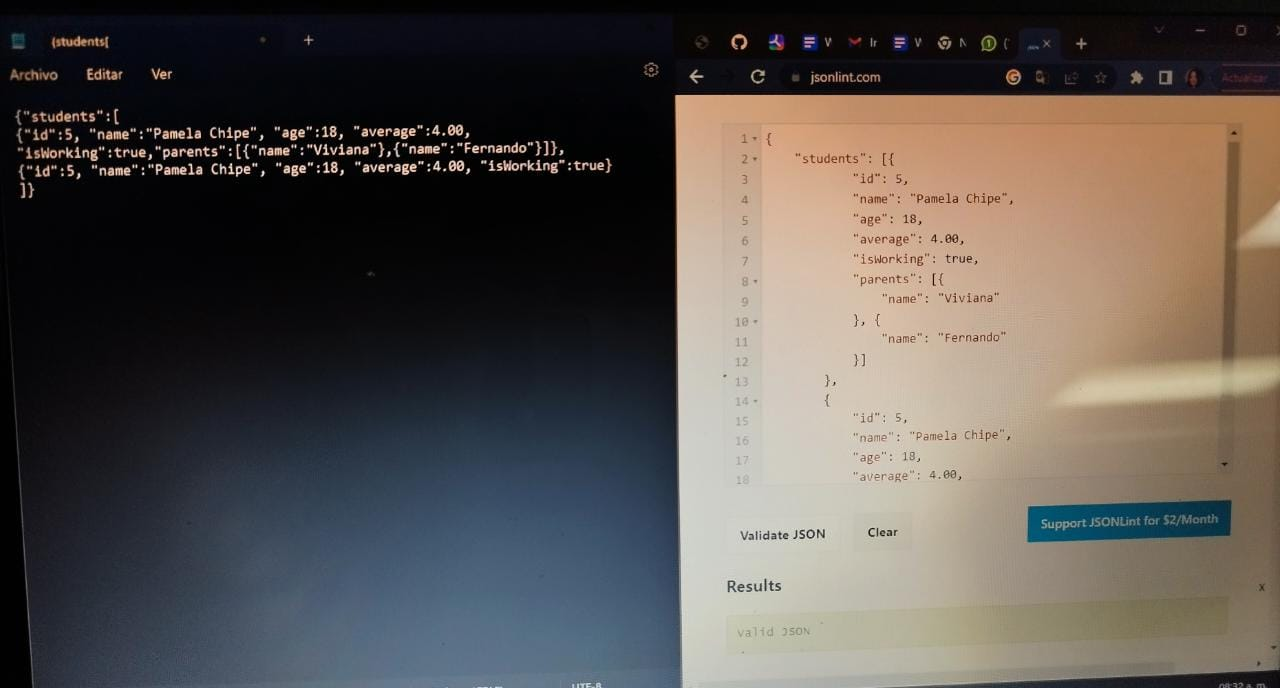 {students[
+
Archivo Editar Ver
{"students":[
{"id":5, "name":"Pamela Chipe", "age":18, "average":4.00,
"isWorking":true,"parents":[{"name":"Viviana"},{"name":"Fernando"}]},
{"id":5, "name":"Pamela Chipe", "age":18, "average":4.00, "isWorking":true}
]}
UTF-8
jsonlint.com
Actualizar
1 {
2 "students": [{
3 "id": 5,
4 "name": "Pamela Chipe",
5 "age": 18,
6 "average": 4.00,
7 "isWorking": true,
8 "parents": [{
9 "name": "Viviana"
10 }, {
11 "name": "Fernando"
12 }]
13 },
14 {
15 "id": 5,
16 "name": "Pamela Chipe",
17 "age": 18,
18 "average": 4.00,
Validate JSON Clear Support JSONLint for $2/Month
Results x
Valid JSON
08:32 a. m.